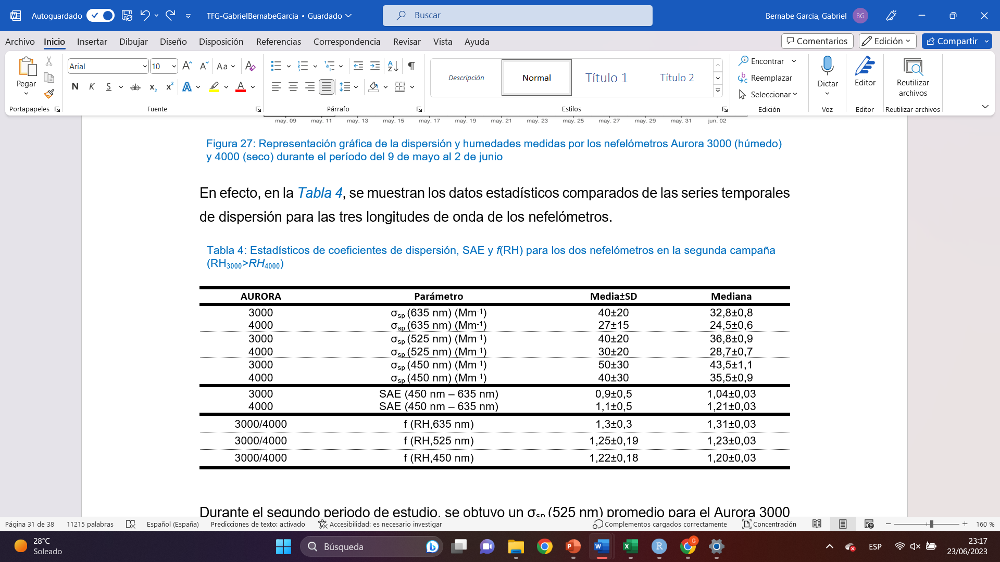 Autoguardado
TFG-GabrielBernabeGarcia • Guardado
Buscar
Bernabe Garcia, Gabriel
BG
Archivo Inicio Insertar Dibujar Diseño Disposición Referencias Correspondencia Revisar Vista Ayuda
Comentarios Edición Compartir
Pegar
Portapapeles
Arial 10
Aa
N K S ab x₂ x² A A
Fuente
Párrafo
Descripción Normal Título 1 Título 2
Estilos
Encontrar
Reemplazar
Seleccionar
Edición
Dictar
Voz
Editor
Editor
Reutilizar
archivos
Reutilizar archivos
may. 09 may. 11 may. 13 may. 15 may. 17 may. 19 may. 21 may. 23 may. 25 may. 27 may. 29 may. 31 jun. 02
Figura 27: Representación gráfica de la dispersión y humedades medidas por los nefelómetros Aurora 3000 (húmedo)
y 4000 (seco) durante el período del 9 de mayo al 2 de junio
En efecto, en la Tabla 4, se muestran los datos estadísticos comparados de las series temporales
de dispersión para las tres longitudes de onda de los nefelómetros.
Tabla 4: Estadísticos de coeficientes de dispersión, SAE y f(RH) para los dos nefelómetros en la segunda campaña
(RH₃₀₀₀>RH₄₀₀₀)
AURORA Parámetro Media±SD Mediana
3000 σsp (635 nm) (Mm⁻¹) 40±20 32,8±0,8
4000 σsp (635 nm) (Mm⁻¹) 27±15 24,5±0,6
3000 σsp (525 nm) (Mm⁻¹) 40±20 36,8±0,9
4000 σsp (525 nm) (Mm⁻¹) 30±20 28,7±0,7
3000 σsp (450 nm) (Mm⁻¹) 50±30 43,5±1,1
4000 σsp (450 nm) (Mm⁻¹) 40±30 35,5±0,9
3000 SAE (450 nm – 635 nm) 0,9±0,5 1,04±0,03
4000 SAE (450 nm – 635 nm) 1,1±0,5 1,21±0,03
3000/4000 f (RH,635 nm) 1,3±0,3 1,31±0,03
3000/4000 f (RH,525 nm) 1,25±0,19 1,23±0,03
3000/4000 f (RH,450 nm) 1,22±0,18 1,20±0,03
Durante el segundo periodo de estudio, se obtuvo un σsp (525 nm) promedio para el Aurora 3000
Página 31 de 38 11215 palabras Español (España) Predicciones de texto: activado Accesibilidad: es necesario investigar Complementos cargados correctamente Concentración 160 %
28°C
Soleado
Búsqueda
ESP
23:17
23/06/2023